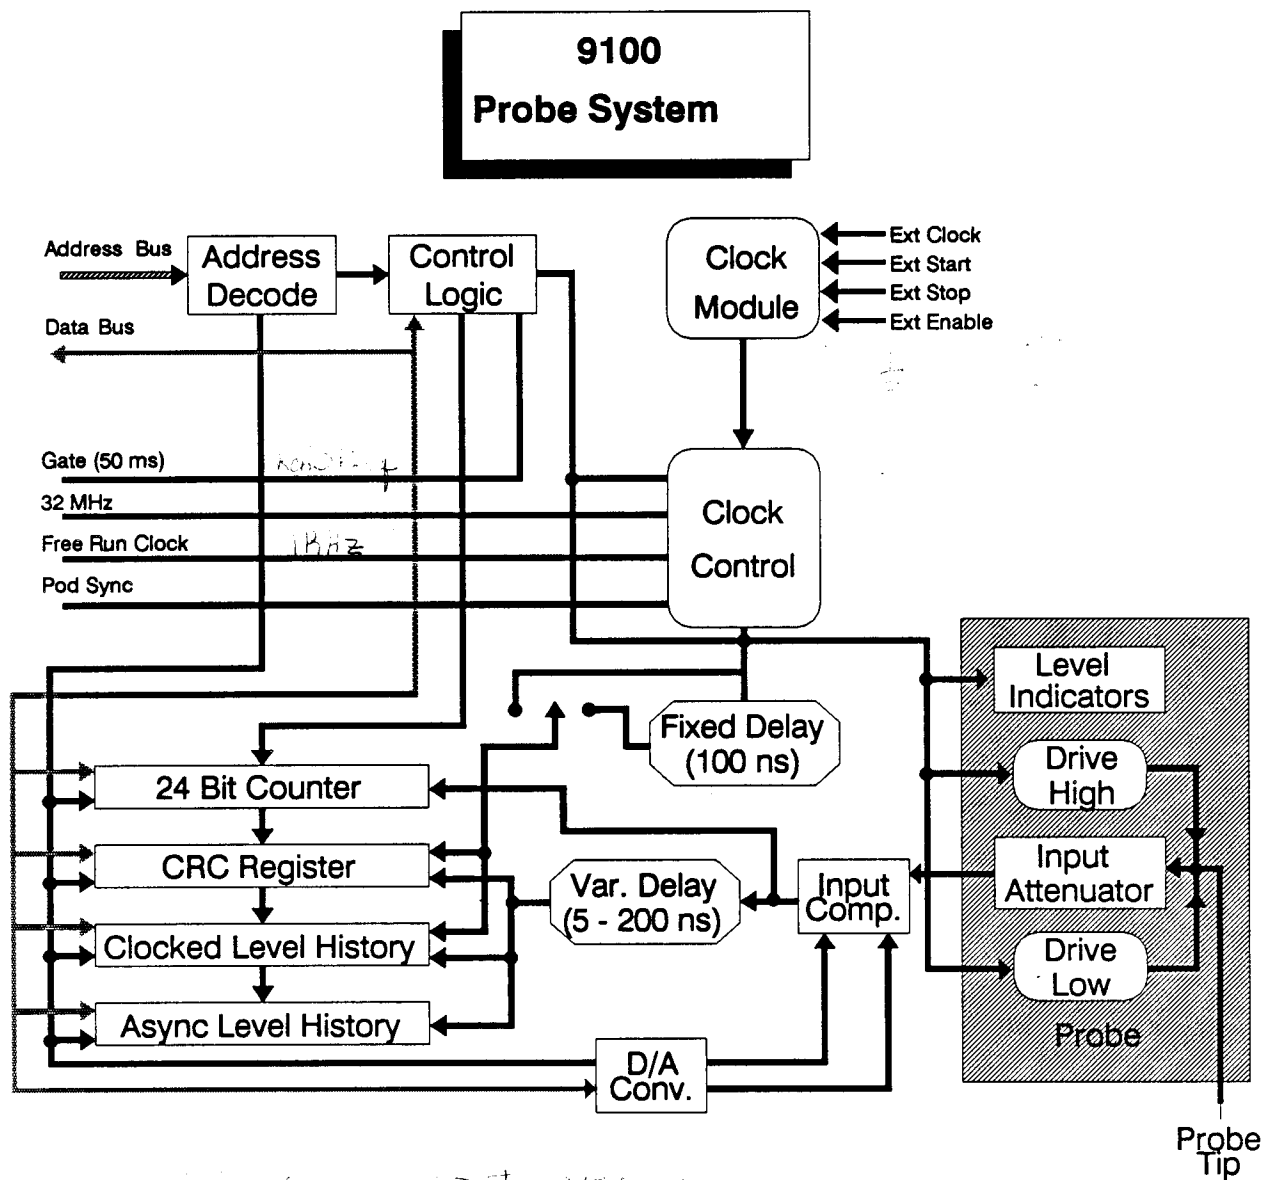 9100
Probe System
Address Bus
Address
Decode
Control
Logic
Clock
Module
Ext Clock
Ext Start
Ext Stop
Ext Enable
Data Bus
Gate (50 ms)
32 MHz
Free Run Clock
1KHz
Pod Sync
Clock
Control
Level
Indicators
Fixed Delay
(100 ns)
Drive
High
24 Bit Counter
CRC Register
Var. Delay
(5 - 200 ns)
Input
Comp.
Input
Attenuator
Clocked Level History
Drive
Low
Async Level History
Probe
D/A
Conv.
Probe
Tip